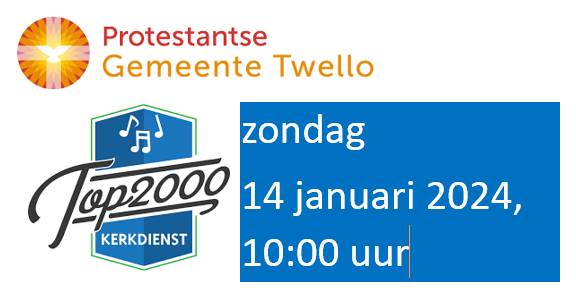 Protestantse
Gemeente Twello
Top2000
KERKDIENST
zondag
14 januari 2024,
10:00 uur